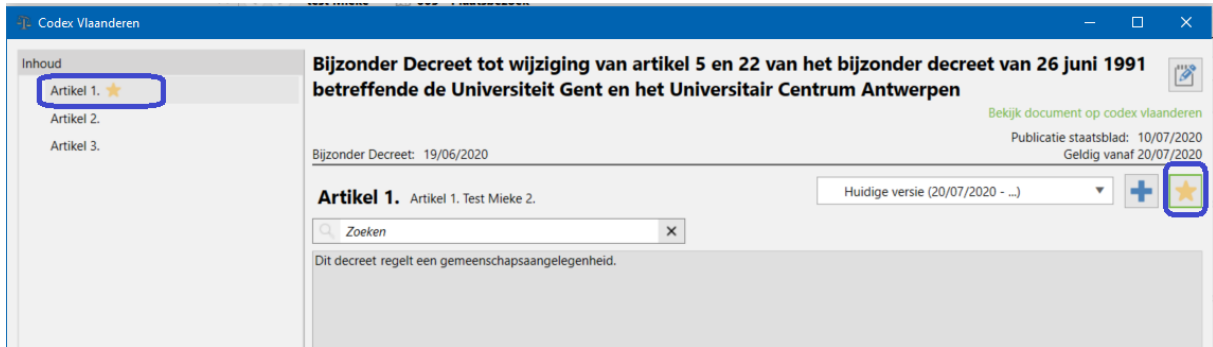 Codex Vlaanderen
Inhoud
Artikel 1.
Artikel 2.
Artikel 3.
Bijzonder Decreet tot wijziging van artikel 5 en 22 van het bijzonder decreet van 26 juni 1991
betreffende de Universiteit Gent en het Universitair Centrum Antwerpen
Bekijk document op codex vlaanderen
Publicatie staatsblad: 10/07/2020
Bijzonder Decreet: 19/06/2020
Geldig vanaf 20/07/2020
Artikel 1. Artikel 1. Test Mieke 2.
Huidige versie (20/07/2020 - ...)
Zoeken
Dit decreet regelt een gemeenschapsaangelegenheid.